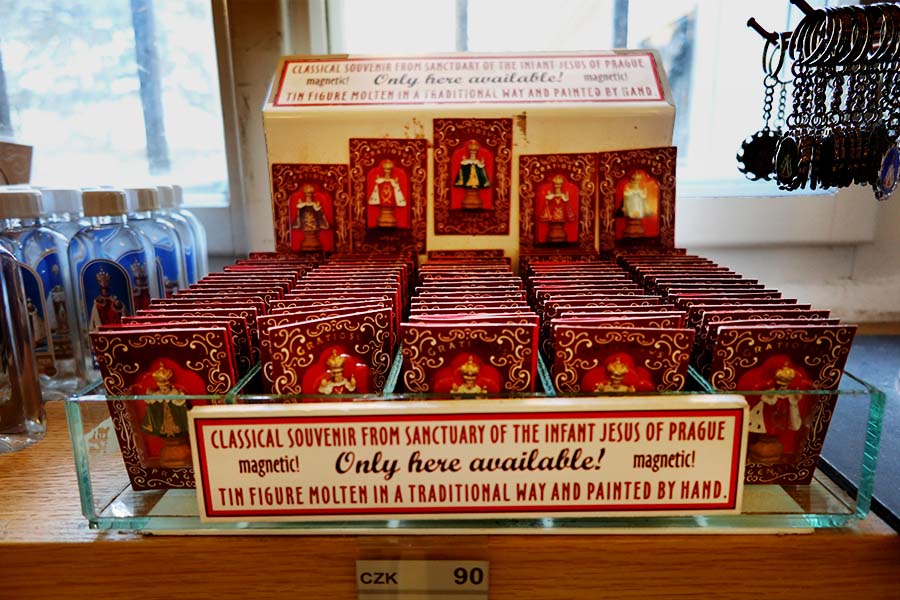 CLASSICAL SOUVENIR FROM SANCTUARY OF THE INFANT JESUS OF PRAGUE
magnetic! Only here available! magnetic!
TIN FIGURE MOLTEN IN A TRADITIONAL WAY AND PAINTED BY HAND.
CLASSICAL SOUVENIR FROM SANCTUARY OF THE INFANT JESUS OF PRAGUE
magnetic! Only here available! magnetic!
TIN FIGURE MOLTEN IN A TRADITIONAL WAY AND PAINTED BY HAND.
CZK 90